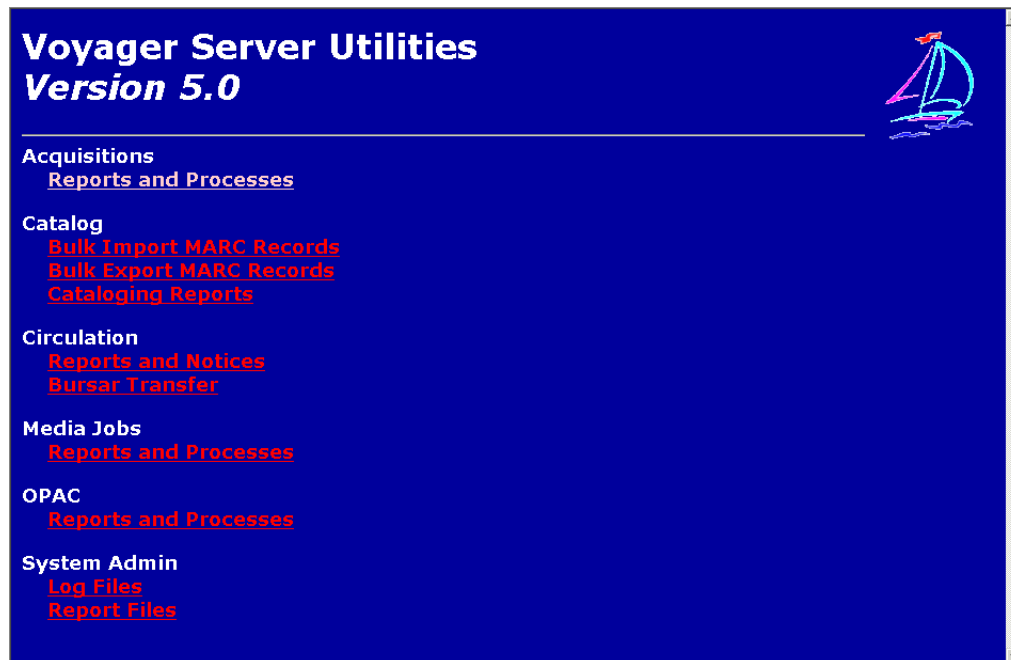 Voyager Server Utilities
Version 5.0
Acquisitions
Reports and Processes
Catalog
Bulk Import MARC Records
Bulk Export MARC Records
Cataloging Reports
Circulation
Reports and Notices
Bursar Transfer
Media Jobs
Reports and Processes
OPAC
Reports and Processes
System Admin
Log Files
Report Files